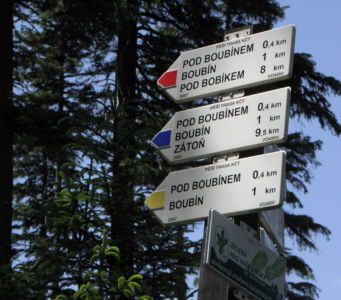 PĚŠÍ TRASA KČT
POD BOUBÍNEM 0,4 km
BOUBÍN 1 km
POD BOBÍKEM 8 km
PĚŠÍ TRASA KČT
POD BOUBÍNEM 0,4 km
BOUBÍN 1 km
ZÁTOŇ 9,5 km
PĚŠÍ TRASA KČT
POD BOUBÍNEM 0,4 km
BOUBÍN 1 km
ZELENÁ